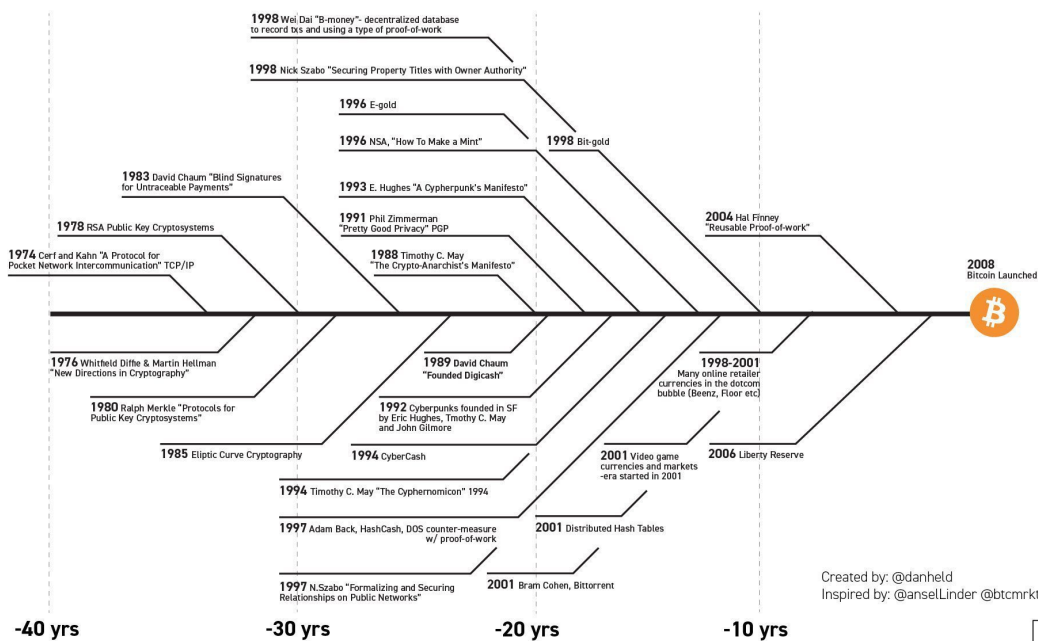 1998 Wei Dai "B-money"- decentralized database
to record txs and using a type of proof-of-work
1998 Nick Szabo "Securing Property Titles with Owner Authority"
1996 E-gold
1996 NSA, "How To Make a Mint"
1998 Bit-gold
1983 David Chaum "Blind Signatures
for Untraceable Payments"
1993 E. Hughes "A Cypherpunk's Manifesto"
1991 Phil Zimmerman
"Pretty Good Privacy" PGP
2004 Hal Finney
"Reusable Proof-of-work"
1978 RSA Public Key Cryptosystems
1988 Timothy C. May
"The Crypto-Anarchist's Manifesto"
1974 Cerf and Kahn "A Protocol for
Pocket Network Intercommunication" TCP/IP
2008
Bitcoin Launched
1976 Whitfield Diffie & Martin Hellman
"New Directions in Cryptography"
1989 David Chaum
"Founded Digicash"
1998-2001
Many online retailer
currencies in the dotcom
bubble (Beenz, Floor etc)
1980 Ralph Merkle "Protocols for
Public Key Cryptosystems"
1992 Cyberpunks founded in SF
by Eric Hughes, Tmothy C. May
and John Gilmore
1985 Eliptic Curve Cryptography
1994 CyberCash
2001 Video game
currencies and markets
-era started in 2001
2006 Liberty Reserve
1994 Timothy C. May "The Cyphernomicon" 1994
1997 Adam Back, HashCash, DOS counter-measure
w/ proof-of-work
2001 Distributed Hash Tables
1997 N.Szabo "Formalizing and Securing
Relationships on Public Networks"
2001 Bram Cohen, Bittorrent
Created by: @danheld
Inspired by: @anselLinder @btcmrkt
-40 yrs
-30 yrs
-20 yrs
-10 yrs